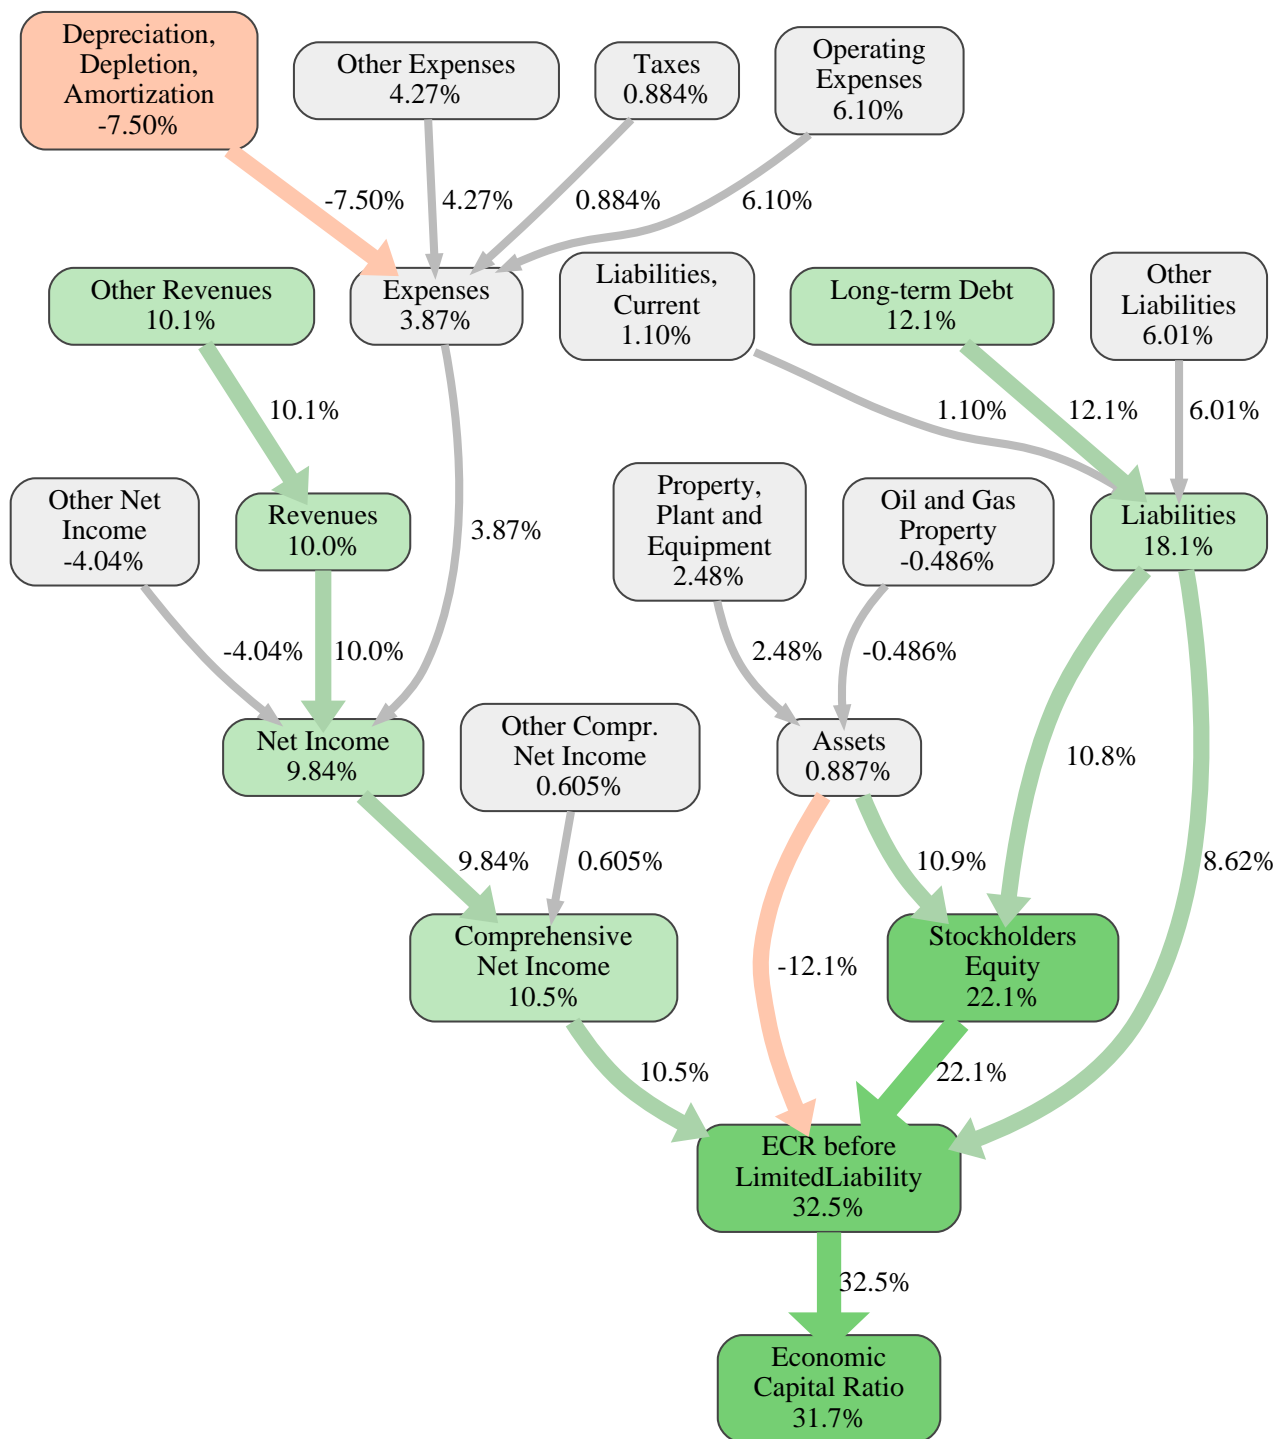 Depreciation,
Depletion,
Amortization
-7.50%
Other Expenses
4.27%
Taxes
0.884%
Operating
Expenses
6.10%
-7.50%
4.27%
0.884%
6.10%
Other Revenues
10.1%
Expenses
3.87%
Liabilities,
Current
1.10%
Long-term Debt
12.1%
Other
Liabilities
6.01%
10.1%
1.10%
12.1%
6.01%
Other Net
Income
-4.04%
Revenues
10.0%
3.87%
Property,
Plant and
Equipment
2.48%
Oil and Gas
Property
-0.486%
Liabilities
18.1%
-4.04%
10.0%
2.48%
-0.486%
Net Income
9.84%
Other Compr.
Net Income
0.605%
Assets
0.887%
10.8%
9.84%
0.605%
10.9%
8.62%
Comprehensive
Net Income
10.5%
-12.1%
Stockholders
Equity
22.1%
10.5%
22.1%
ECR before
LimitedLiability
32.5%
32.5%
Economic
Capital Ratio
31.7%